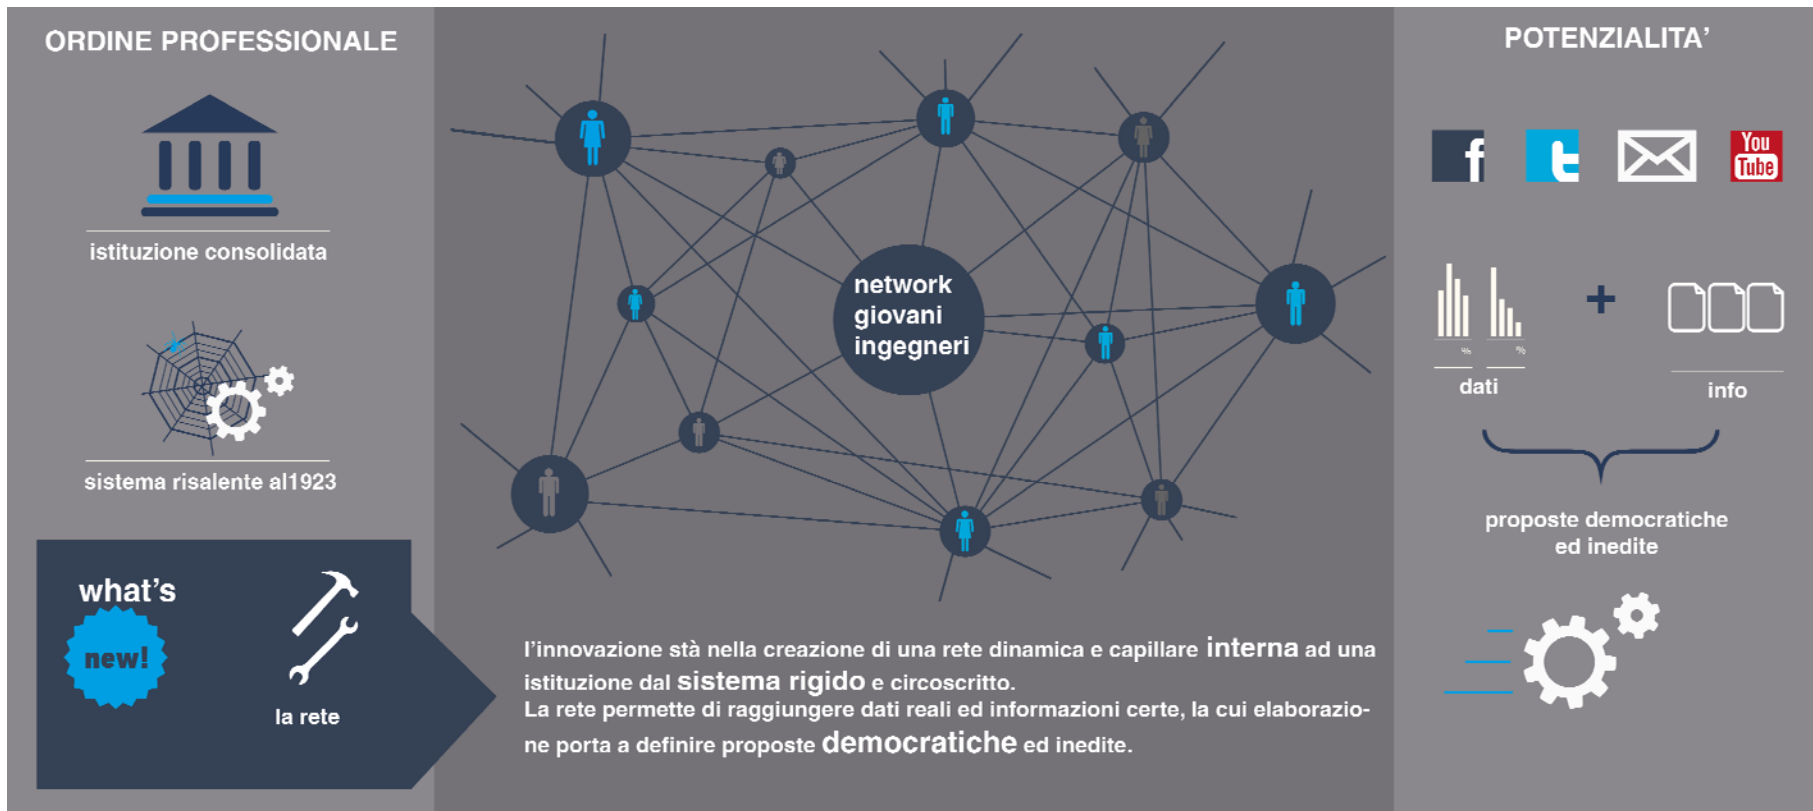 ORDINE PROFESSIONALE
istituzione consolidata
sistema risalente al1923
what's
new!
la rete
network
giovani
ingegneri
l'innovazione stà nella creazione di una rete dinamica e capillare interna ad una
istituzione dal sistema rigido e circoscritto.
La rete permette di raggiungere dati reali ed informazioni certe, la cui elaborazio-
ne porta a definire proposte democratiche ed inedite.
POTENZIALITA'
f
t
You
Tube
% %
+
dati
info
proposte democratiche
ed inedite